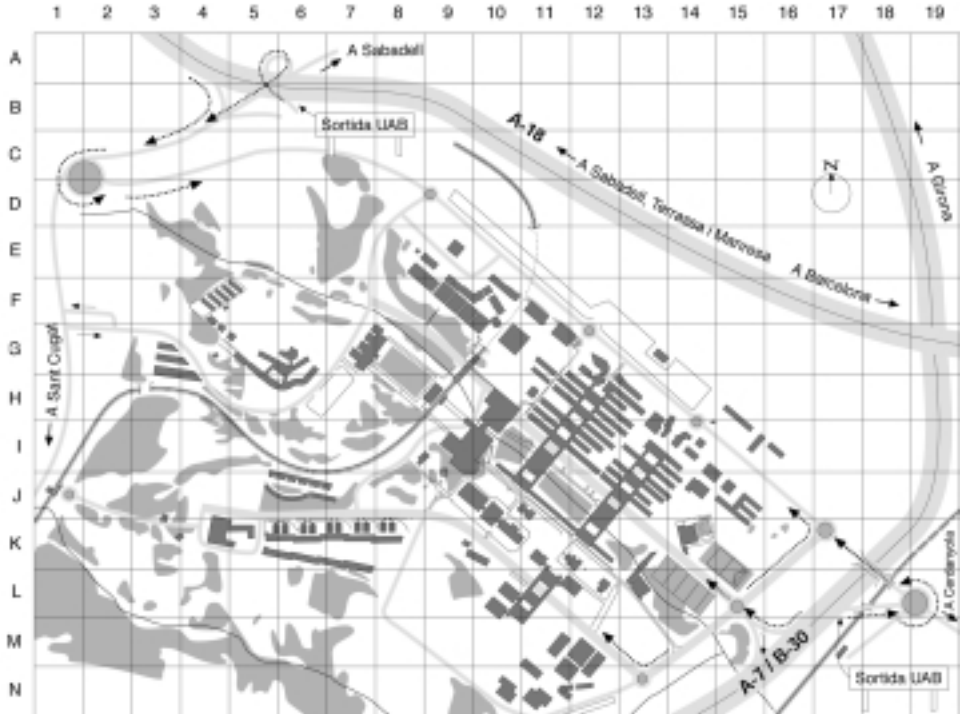 1 2 3 4 5 6 7 8 9 10 11 12 13 14 15 16 17 18 19
A
A Sabadell
B
Sortida UAB
A-18
C
A Sabadell, Terrassa i Manresa
A Girona
N
D
E
A Barcelona
F
G
A Sant Cugat
H
I
J
K
L
A Cerdanyola
M
A-7 / B-30
Sortida UAB
N